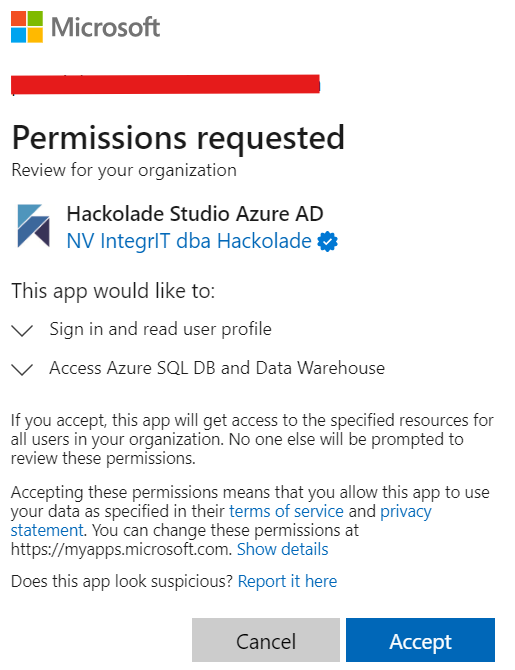 Microsoft
Permissions requested
Review for your organization
Hackolade Studio Azure AD
NV IntegrIT dba Hackolade
This app would like to:
Sign in and read user profile
Access Azure SQL DB and Data Warehouse
If you accept, this app will get access to the specified resources for
all users in your organization. No one else will be prompted to
review these permissions.
Accepting these permissions means that you allow this app to use
your data as specified in their terms of service and privacy
statement. You can change these permissions at
https://myapps.microsoft.com. Show details
Does this app look suspicious? Report it here
Cancel
Accept